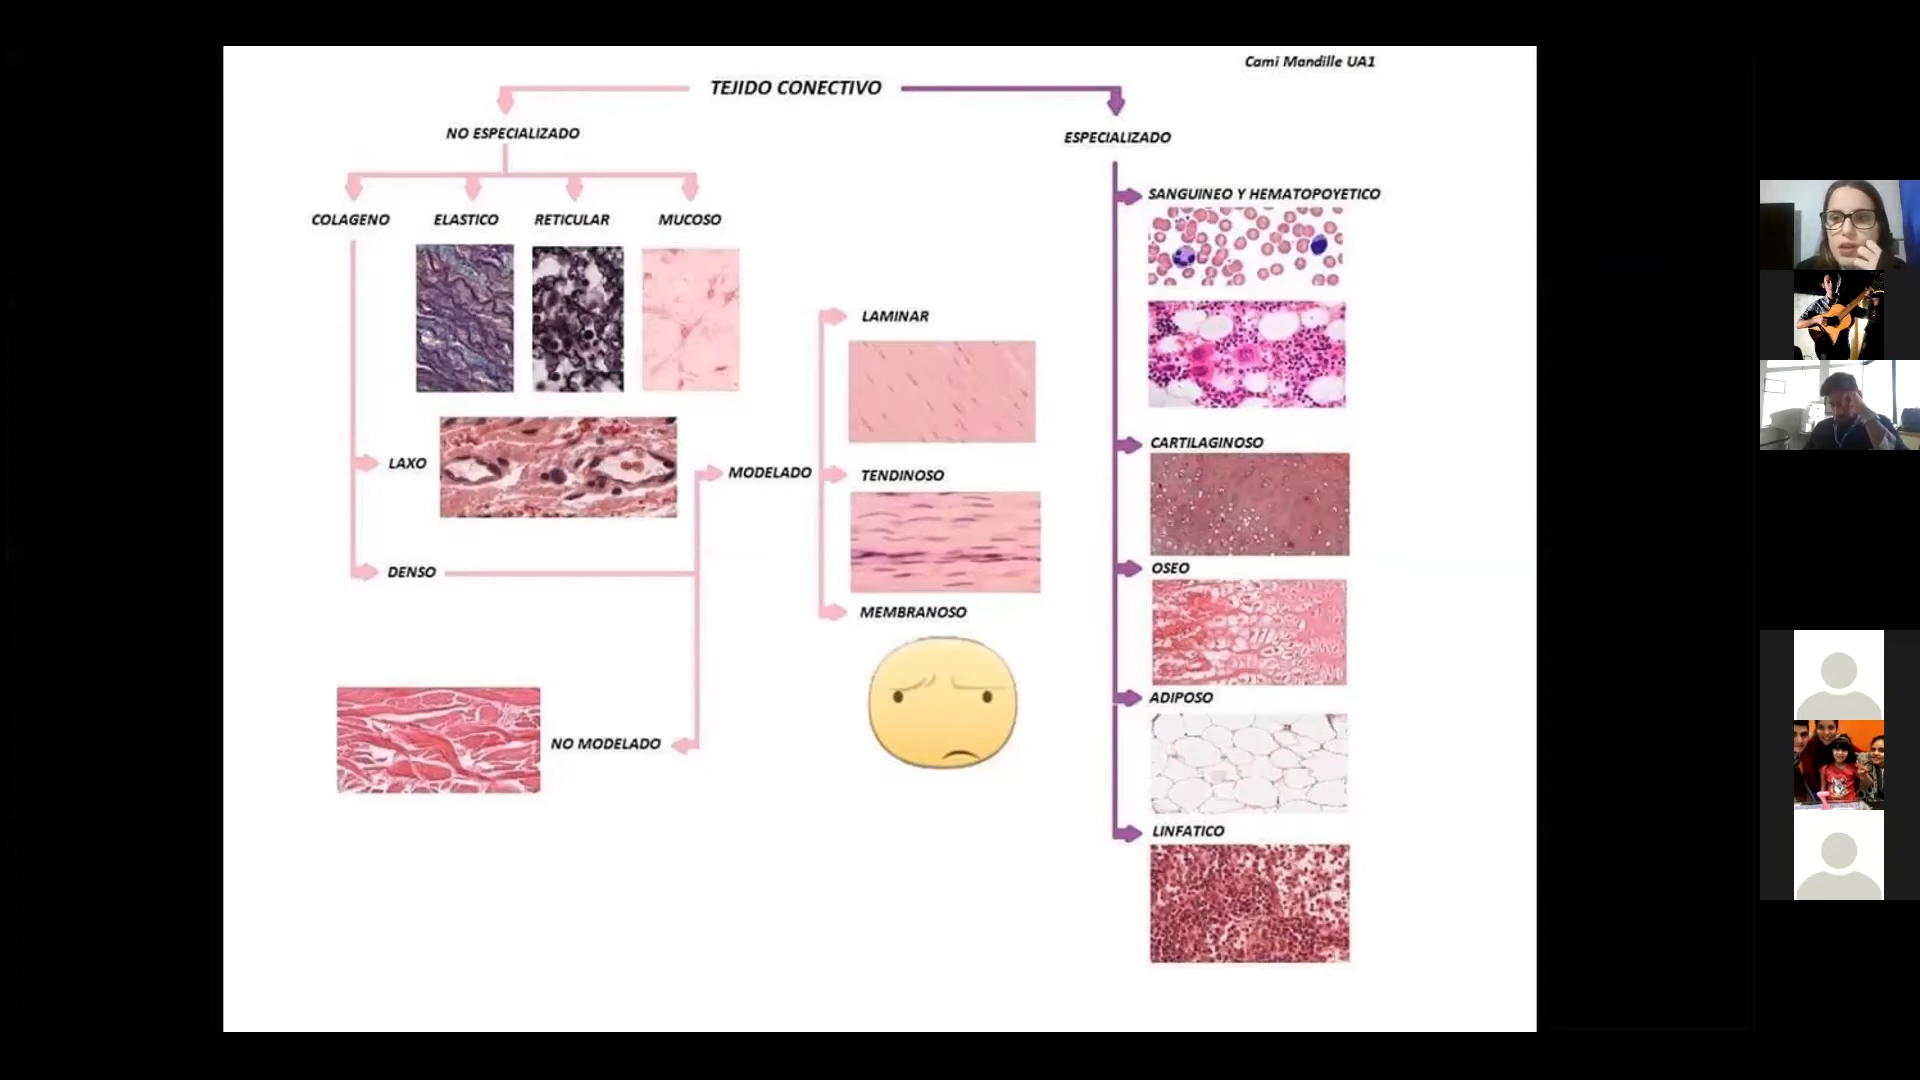 Cami Mandille UA1
TEJIDO CONECTIVO
NO ESPECIALIZADO
ESPECIALIZADO
COLAGENO
ELASTICO
RETICULAR
MUCOSO
LAXO
DENSO
MODELADO
NO MODELADO
LAMINAR
TENDINOSO
MEMBRANOSO
SANGUINEO Y HEMATOPOYETICO
CARTILAGINOSO
OSEO
ADIPOSO
LINFATICO